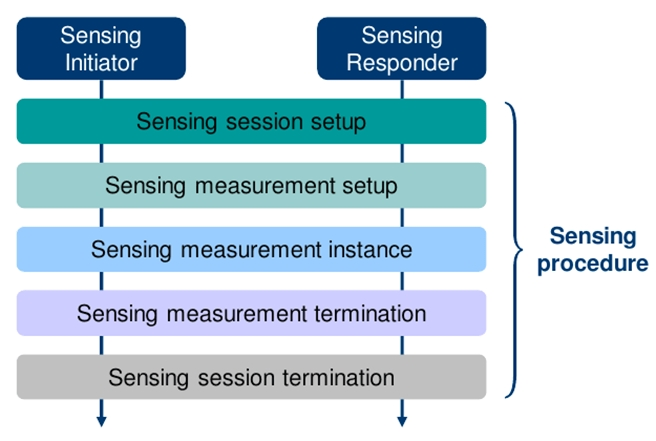 Sensing
Initiator
Sensing
Responder
Sensing session setup
Sensing measurement setup
Sensing measurement instance
Sensing measurement termination
Sensing session termination
Sensing
procedure